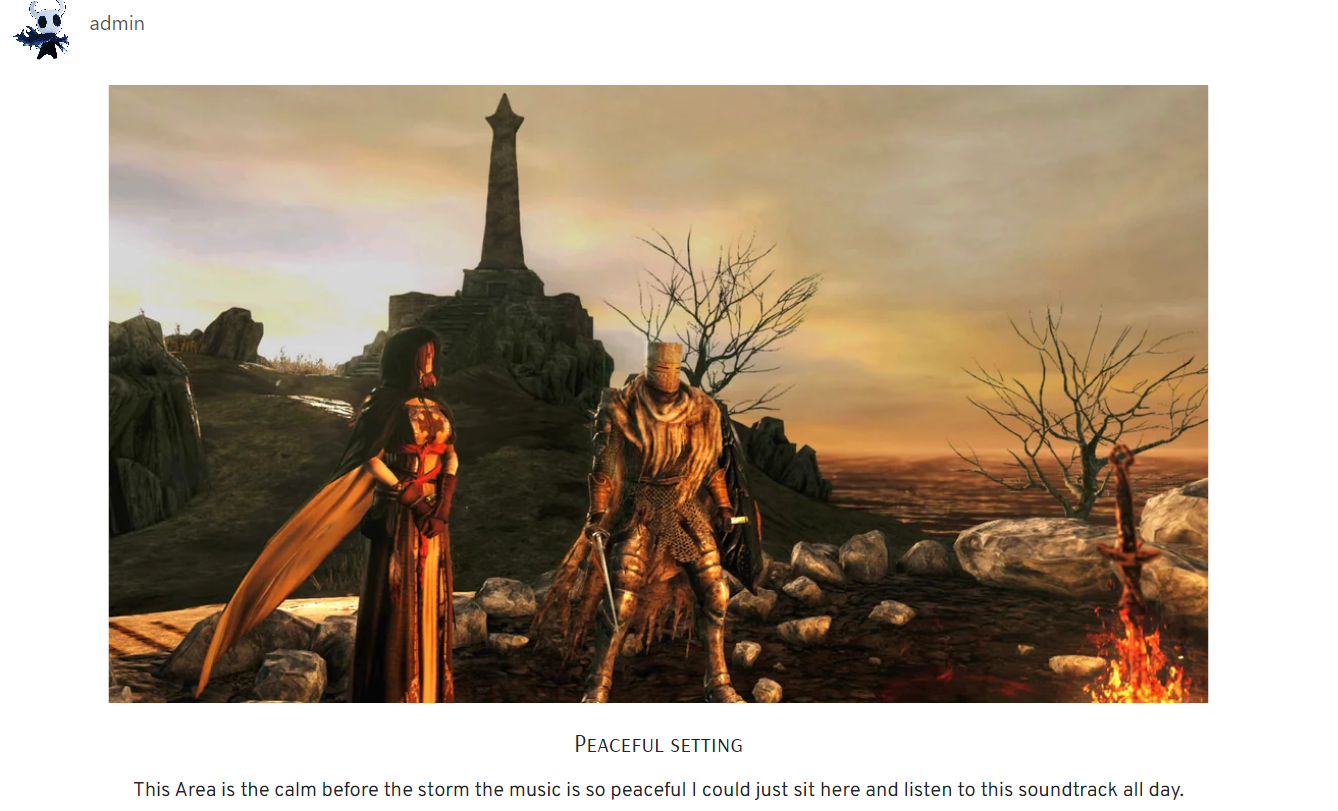 admin
Peaceful setting
This Area is the calm before the storm the music is so peaceful I could just sit here and listen to this soundtrack all day.